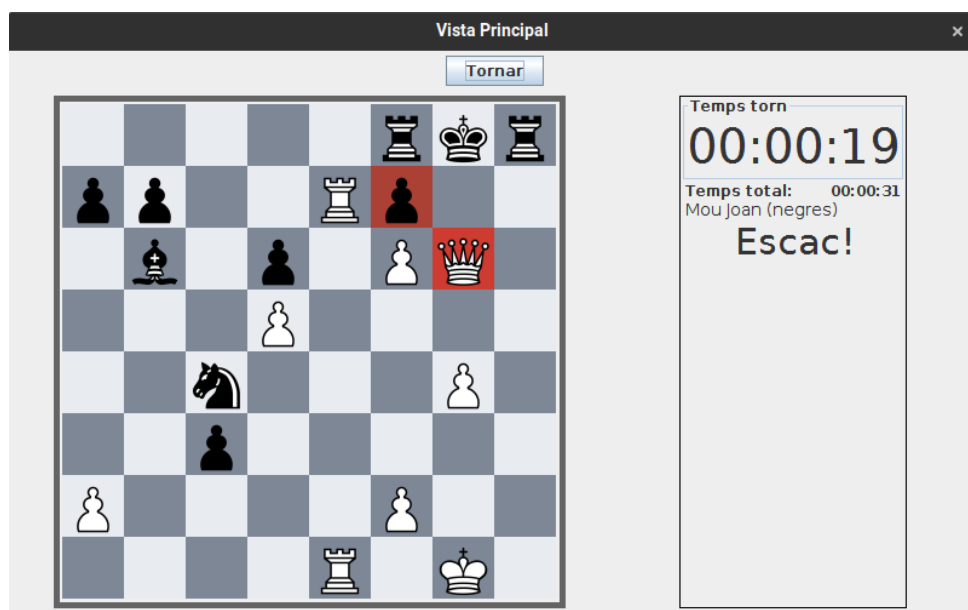 Vista Principal
Tornar
Temps torn
00:00:19
Temps total: 00:00:31
Mou Joan (negres)
Escac!